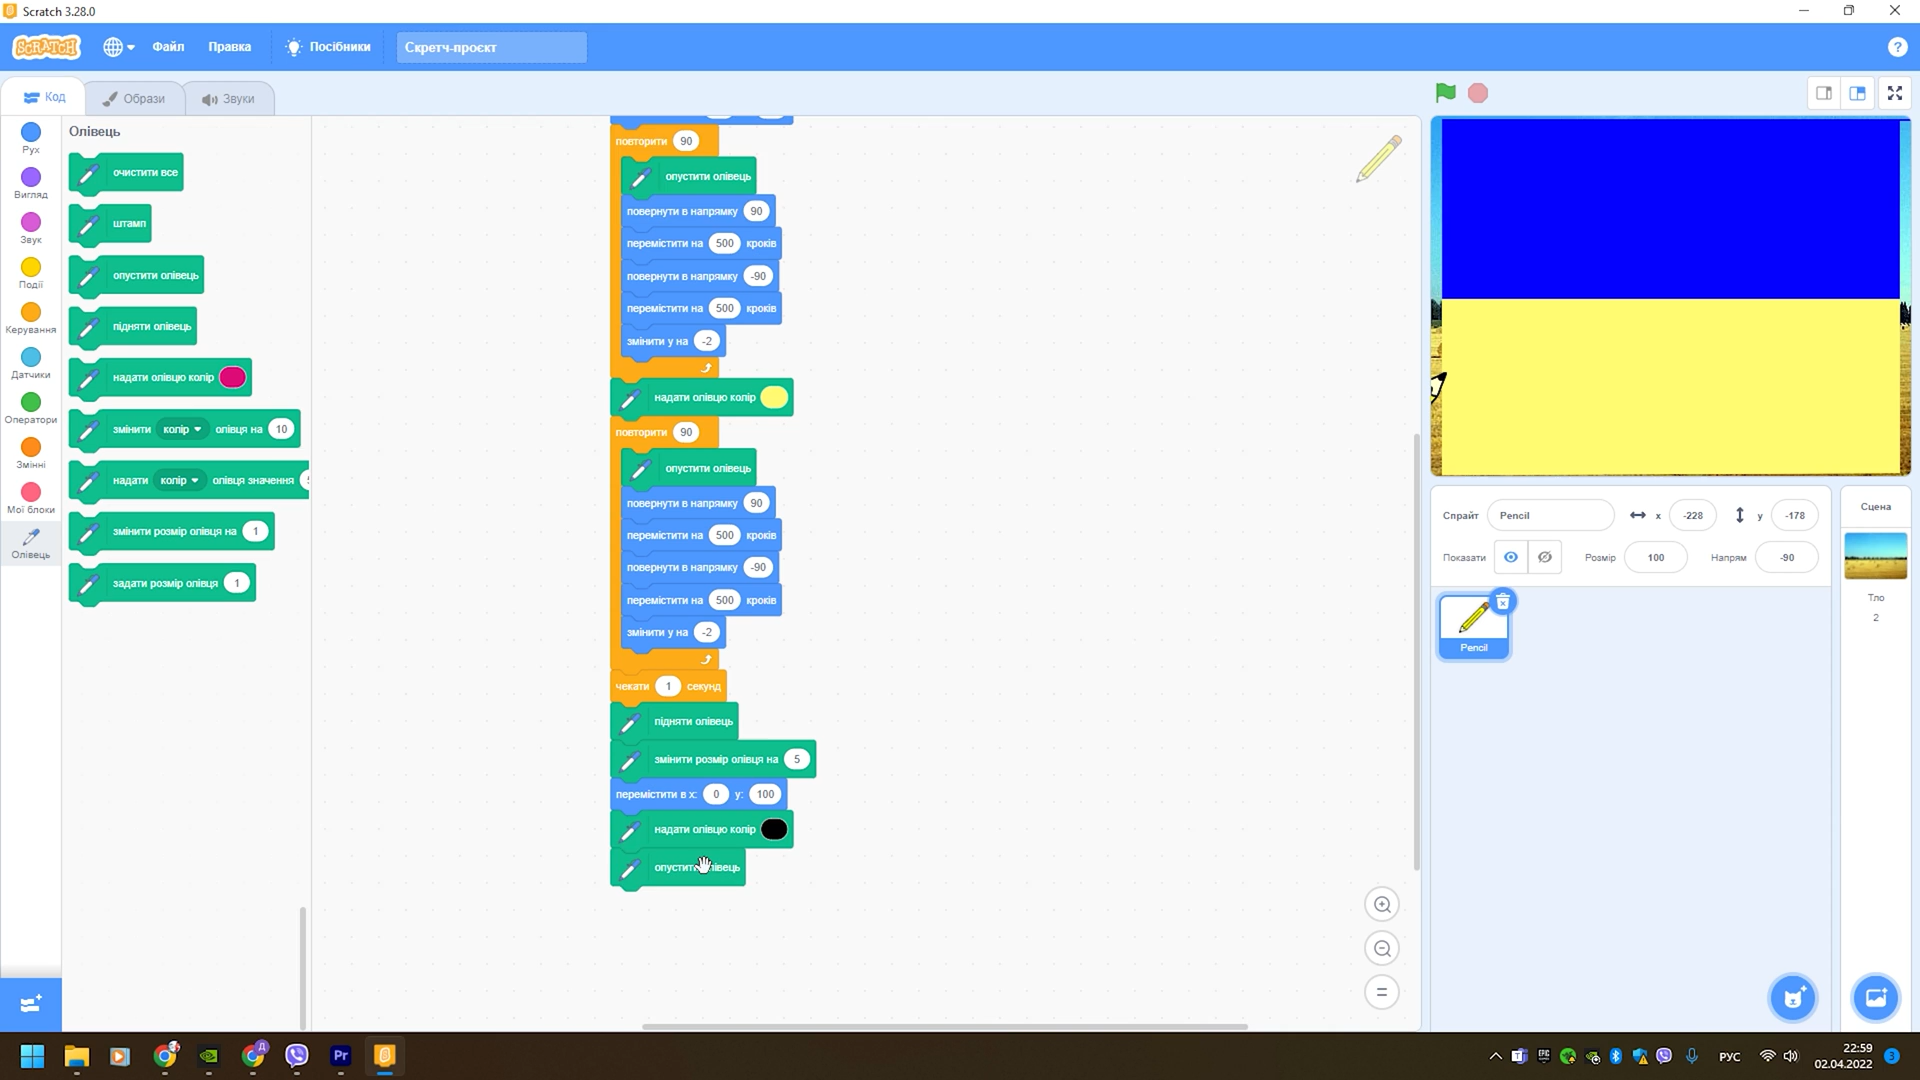 Scratch 3.28.0
SCRATCH Файл Правка Посібники Скретч-проєкт ?
Код Образи Звуки
Рух
Вигляд
Звук
Події
Керування
Датчики
Оператори
Змінні
Мої блоки
Олівець
Олівець
очистити все
штамп
опустити олівець
підняти олівець
надати олівцю колір
змінити колір олівця на 10
надати колір олівця значення
змінити розмір олівця на 1
задати розмір олівця 1
повторити 90
опустити олівець
повернути в напрямку 90
перемістити на 500 кроків
повернути в напрямку -90
перемістити на 500 кроків
змінити y на -2
надати олівцю колір
повторити 90
опустити олівець
повернути в напрямку 90
перемістити на 500 кроків
повернути в напрямку -90
перемістити на 500 кроків
змінити y на -2
чекати 1 секунд
підняти олівець
змінити розмір олівця на 5
перемістити в x: 0 y: 100
надати олівцю колір
опустити олівець
Спрайт Pencil x -228 y -178
Показати Розмір 100 Напрям -90
Pencil
Сцена
Тло
2
Pr
РУС
22:59
02.04.2022
3